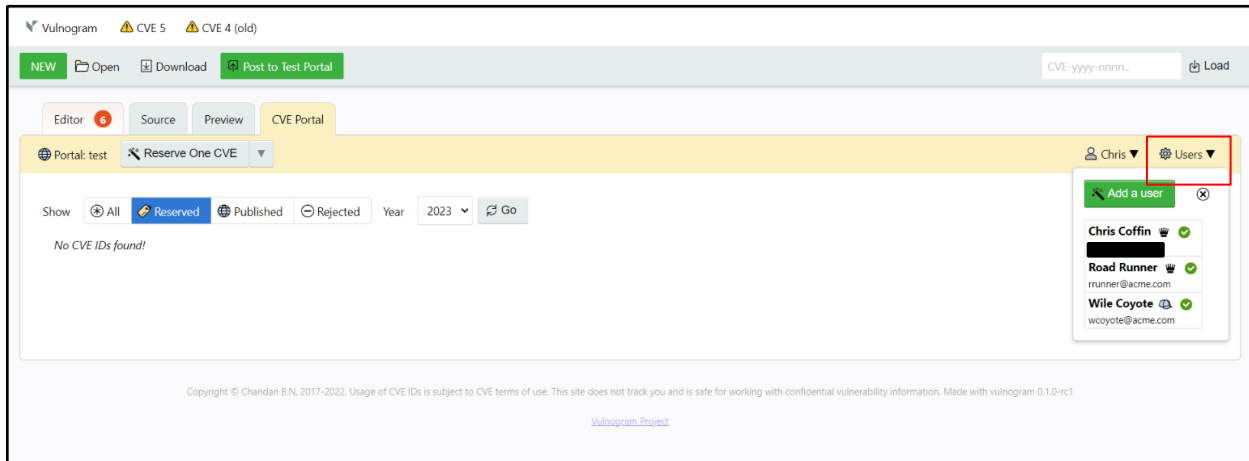 Vulnogram CVE 5 CVE 4 (old)
NEW Open Download Post to Test Portal CVE-yyyy-nnnn.. Load
Editor 6 Source Preview CVE Portal
Portal: test Reserve One CVE ▼ Chris ▼ Users ▼
Add a user
Show All Reserved Published Rejected Year 2023 Go
No CVE IDs found!
Chris Coffin
Road Runner
rrunner@acme.com
Wile Coyote
wcoyote@acme.com
Copyright © Chandan B.N, 2017-2022. Usage of CVE IDs is subject to CVE terms of use. This site does not track you and is safe for working with confidential vulnerability information. Made with vulnogram 0.1.0-rc1
Vulnogram Project